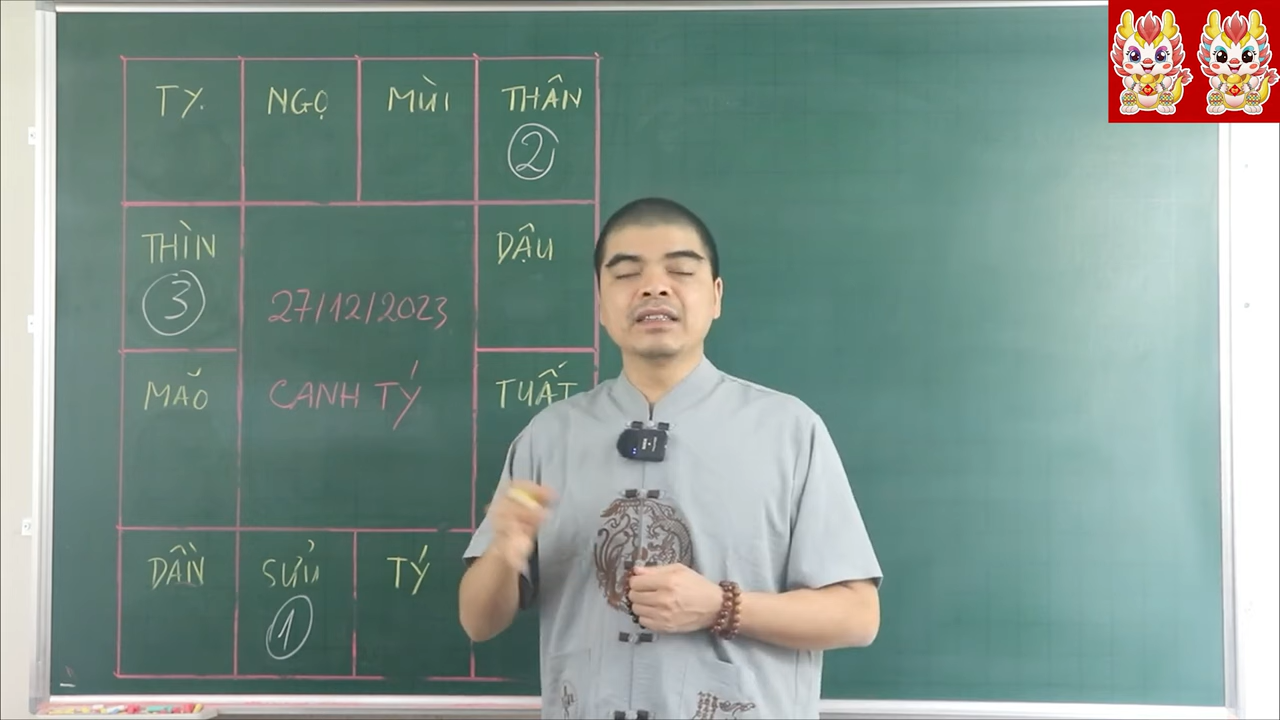 TỴ
NGỌ
MÙI
THÂN
2
THÌN
3
DẬU
27/12/2023
CANH TÝ
MÃO
TUẤT
DẦN
SỬU
1
TÝ